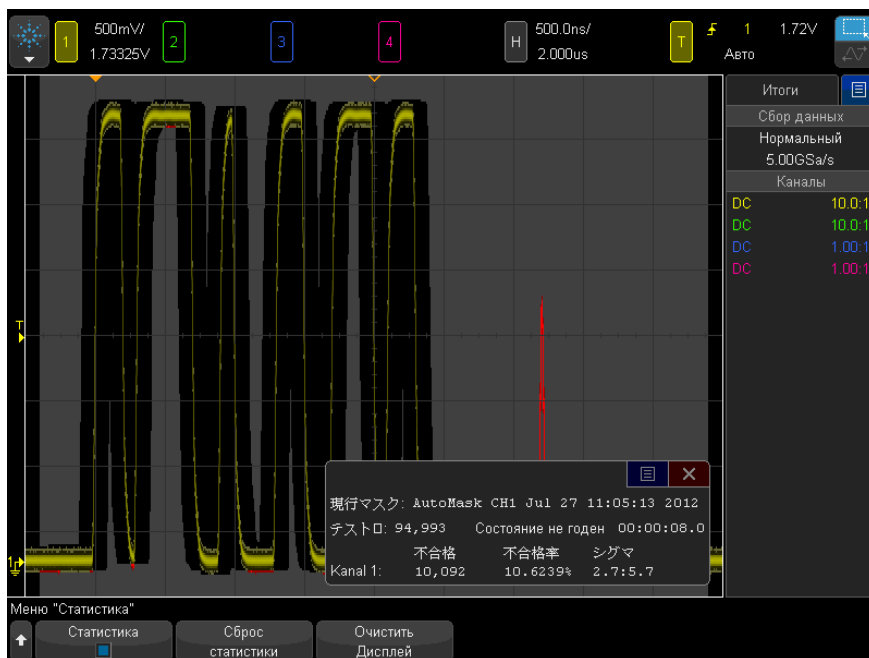 1 500mV/ 1.73325V 2 3 4 H 500.0ns/ 2.000us T 1 1.72V Авто
Итоги
Сбор данных
Нормальный
5.00GSa/s
Каналы
DC 10.0:1
DC 10.0:1
DC 1.00:1
DC 1.00:1
T
1
現行マスク: AutoMask CH1 Jul 27 11:05:13 2012
テストロ: 94,993 Состояние не годен 00:00:08.0
不合格 不合格率 シグマ
Kanal 1: 10,092 10.6239% 2.7:5.7
Меню "Статистика"
Статистика
Сброс статистики
Очистить Дисплей